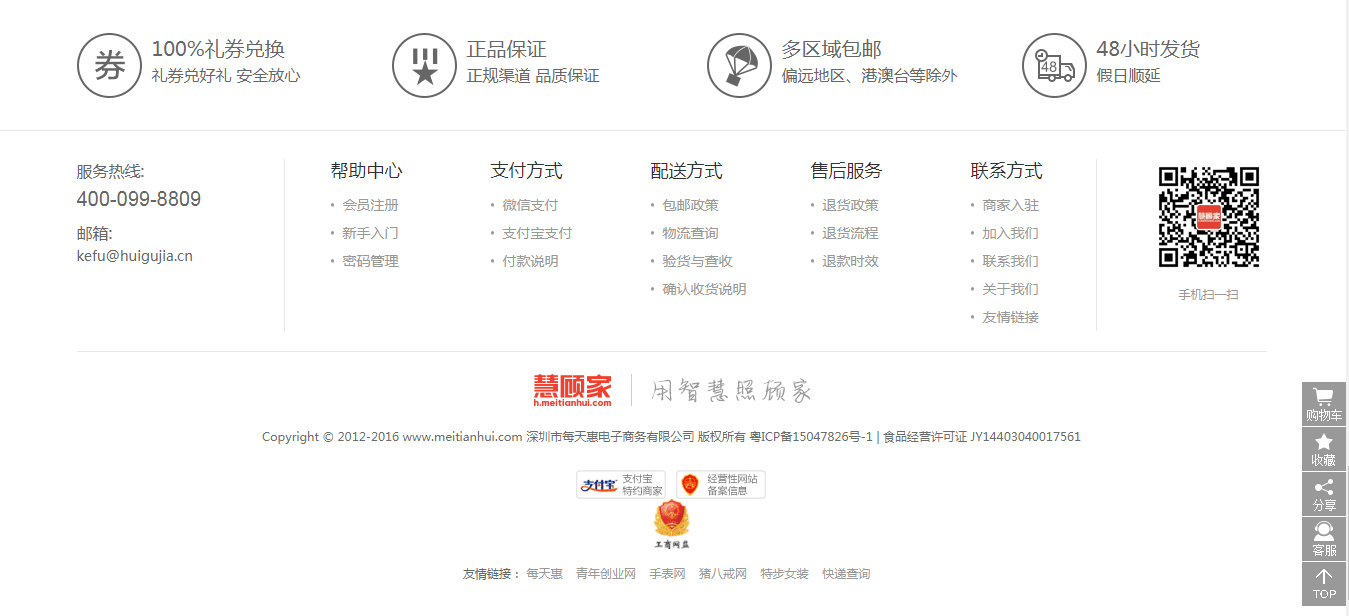 券
100%礼券兑换
礼券兑好礼 安全放心
正品保证
正规渠道 品质保证
多区域包邮
偏远地区、港澳台等除外
48
48小时发货
假日顺延
服务热线:
400-099-8809
邮箱:
kefu@huigujia.cn
帮助中心
• 会员注册
• 新手入门
• 密码管理
支付方式
• 微信支付
• 支付宝支付
• 付款说明
配送方式
• 包邮政策
• 物流查询
• 验货与查收
• 确认收货说明
售后服务
• 退货政策
• 退货流程
• 退款时效
联系方式
• 商家入驻
• 加入我们
• 联系我们
• 关于我们
• 友情链接
慧顾家
手机扫一扫
慧顾家
h.meitianhui.com
用智慧照顾家
Copyright © 2012-2016 www.meitianhui.com 深圳市每天惠电子商务有限公司 版权所有 粤ICP备15047826号-1 | 食品经营许可证 JY14403040017561
支付宝
支付宝
特约商家
经营性网站
备案信息
工商网监
友情链接： 每天惠 青年创业网 手表网 猪八戒网 特步女装 快递查询
购物车
收藏
分享
客服
TOP